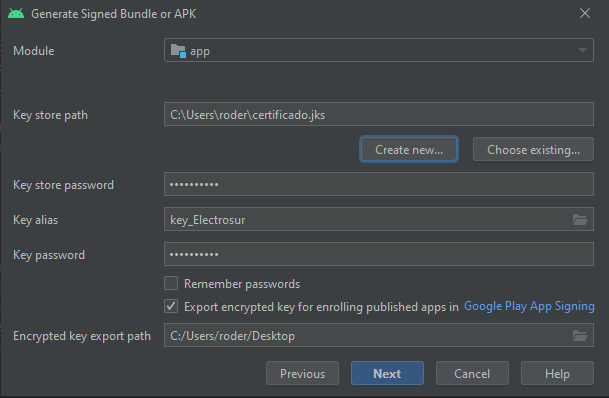 Generate Signed Bundle or APK
Module app
Key store path C:\Users\roder\certificado.jks
Create new... Choose existing...
Key store password ••••••••••
Key alias key_Electrosur
Key password ••••••••••
Remember passwords
Export encrypted key for enrolling published apps in Google Play App Signing
Encrypted key export path C:/Users/roder/Desktop
Previous Next Cancel Help